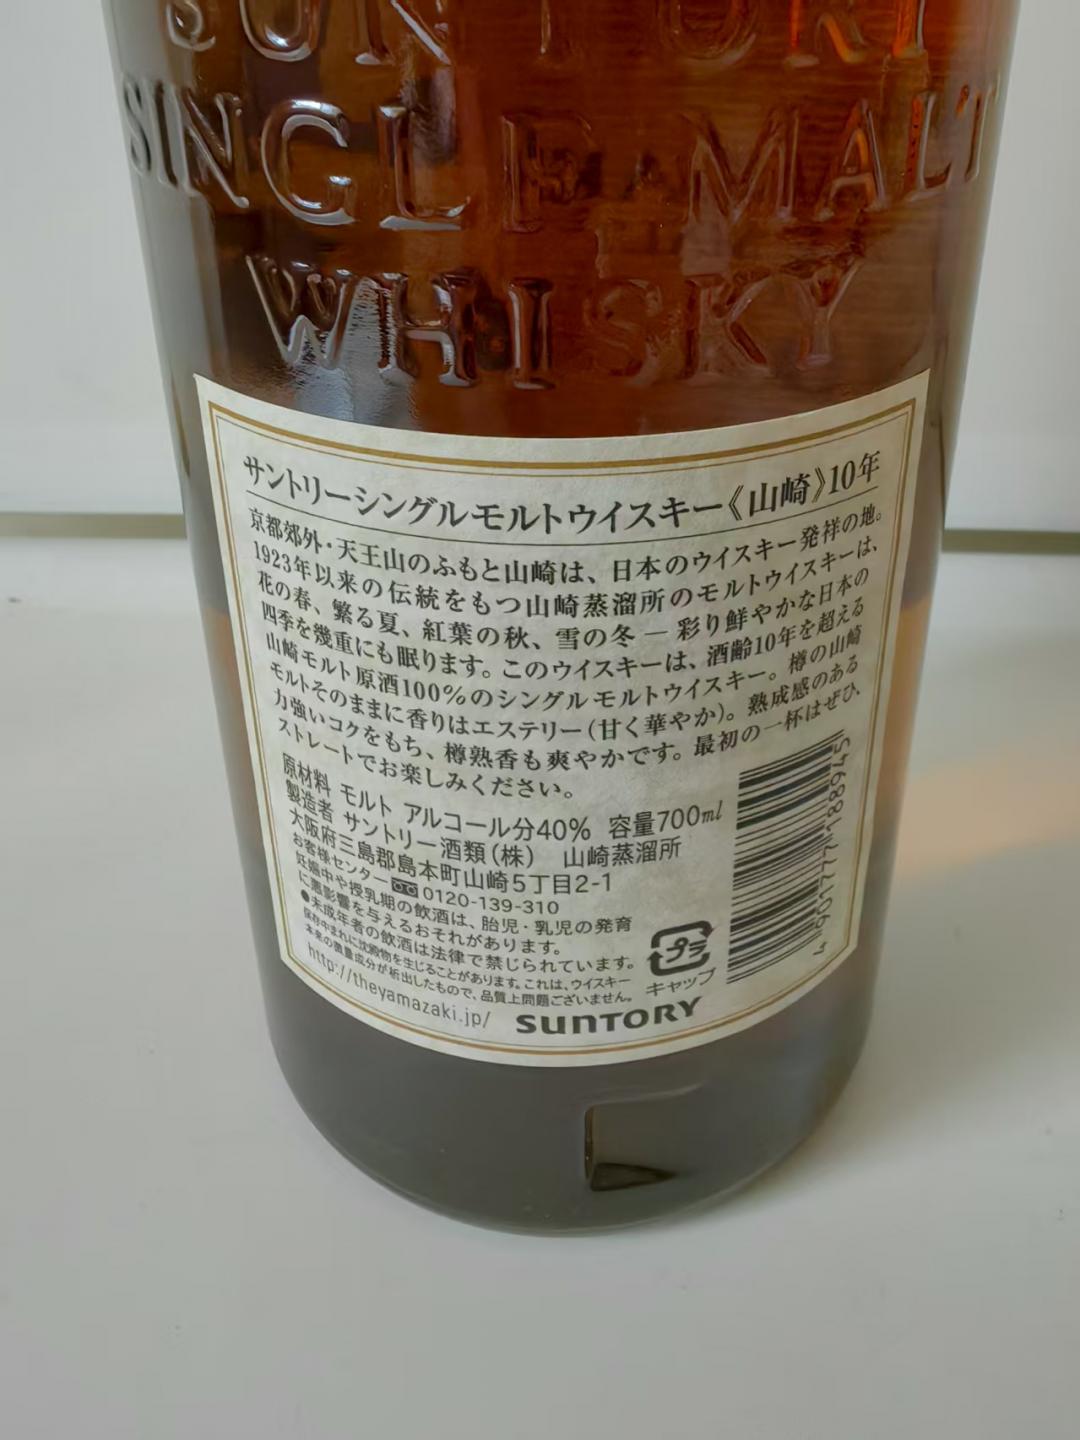 SUNTORY
SINGLE MALT
WHISKY
サントリーシングルモルトウイスキー《山崎》10年
京都郊外・天王山のふもと山崎は、日本のウイスキー発祥の地。
1923年以来の伝統をもつ山崎蒸溜所のモルトウイスキーは、
花の春、繁る夏、紅葉の秋、雪の冬 ― 彩り鮮やかな日本の
四季を幾重にも眠ります。このウイスキーは、酒齢10年を超える
山崎モルト原酒100%のシングルモルトウイスキー。樽の山崎
モルトそのままに香りはエステリー（甘く華やか）。熟成感のある
力強いコクをもち、樽熟香も爽やかです。最初の一杯はぜひ、
ストレートでお楽しみください。
原材料 モルト アルコール分40% 容量700ml
製造者 サントリー酒類（株） 山崎蒸溜所
大阪府三島郡島本町山崎5丁目2-1
お客様センター 0120-139-310
妊娠中や授乳期の飲酒は、胎児・乳児の発育
に悪影響を与えるおそれがあります。
●未成年者の飲酒は法律で禁じられています。
保存中まれに沈殿物を生じることがあります。これは、ウイスキー
本来の微量成分が析出したもので、品質上問題ございません。
http://theyamazaki.jp/
SUNTORY
プラ
キャップ
4 901777 188945